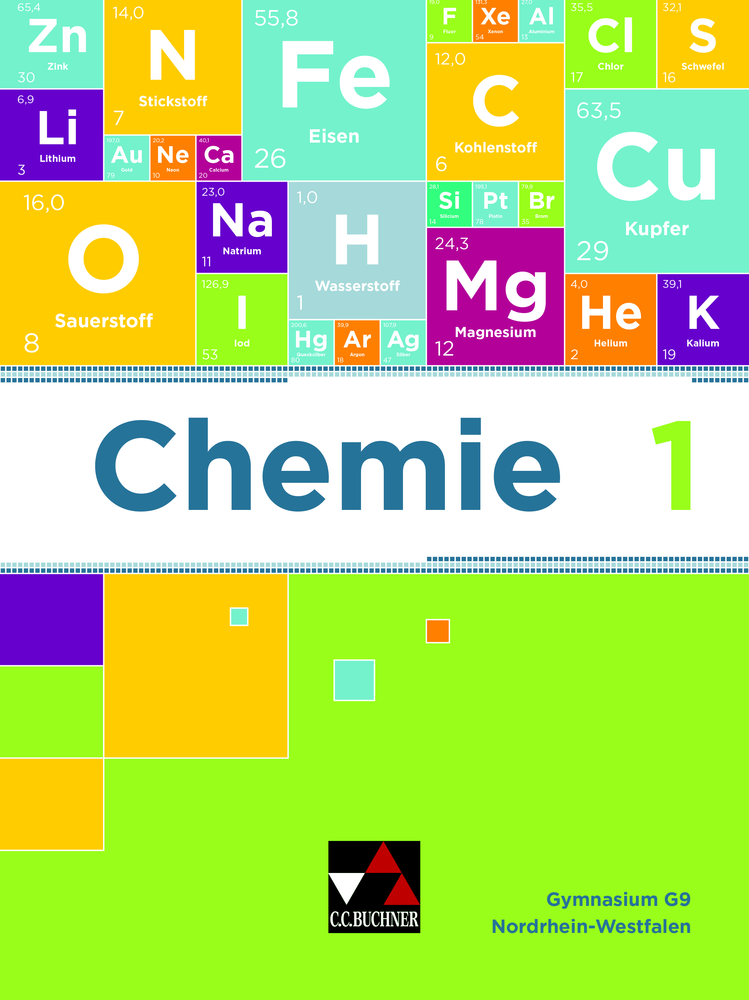 65,4
Zn
Zink
30
14,0
N
Stickstoff
7
55,8
Fe
Eisen
26
19,0
F
Fluor
9
131,3
Xe
Xenon
54
27,0
Al
Aluminium
13
35,5
Cl
Chlor
17
32,1
S
Schwefel
16
6,9
Li
Lithium
3
197,0
Au
Gold
79
20,2
Ne
Neon
10
40,1
Ca
Calcium
20
12,0
C
Kohlenstoff
6
63,5
Cu
Kupfer
29
16,0
O
Sauerstoff
8
23,0
Na
Natrium
11
1,0
H
Wasserstoff
1
28,1
Si
Silicium
14
195,1
Pt
Platin
78
79,9
Br
Brom
35
126,9
I
Iod
53
24,3
Mg
Magnesium
12
4,0
He
Helium
2
39,1
K
Kalium
19
200,6
Hg
Quecksilber
80
39,9
Ar
Argon
18
107,9
Ag
Silber
47
Chemie 1
C.C.BUCHNER
Gymnasium G9
Nordrhein-Westfalen